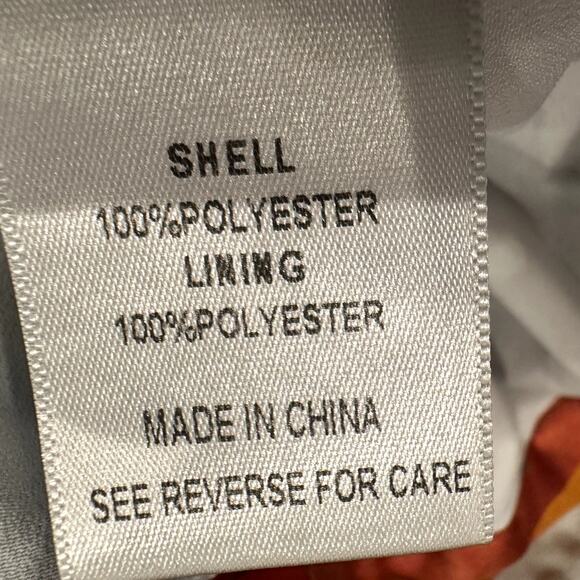 SHELL
100%POLYESTER
LINING
100%POLYESTER
MADE IN CHINA
SEE REVERSE FOR CARE